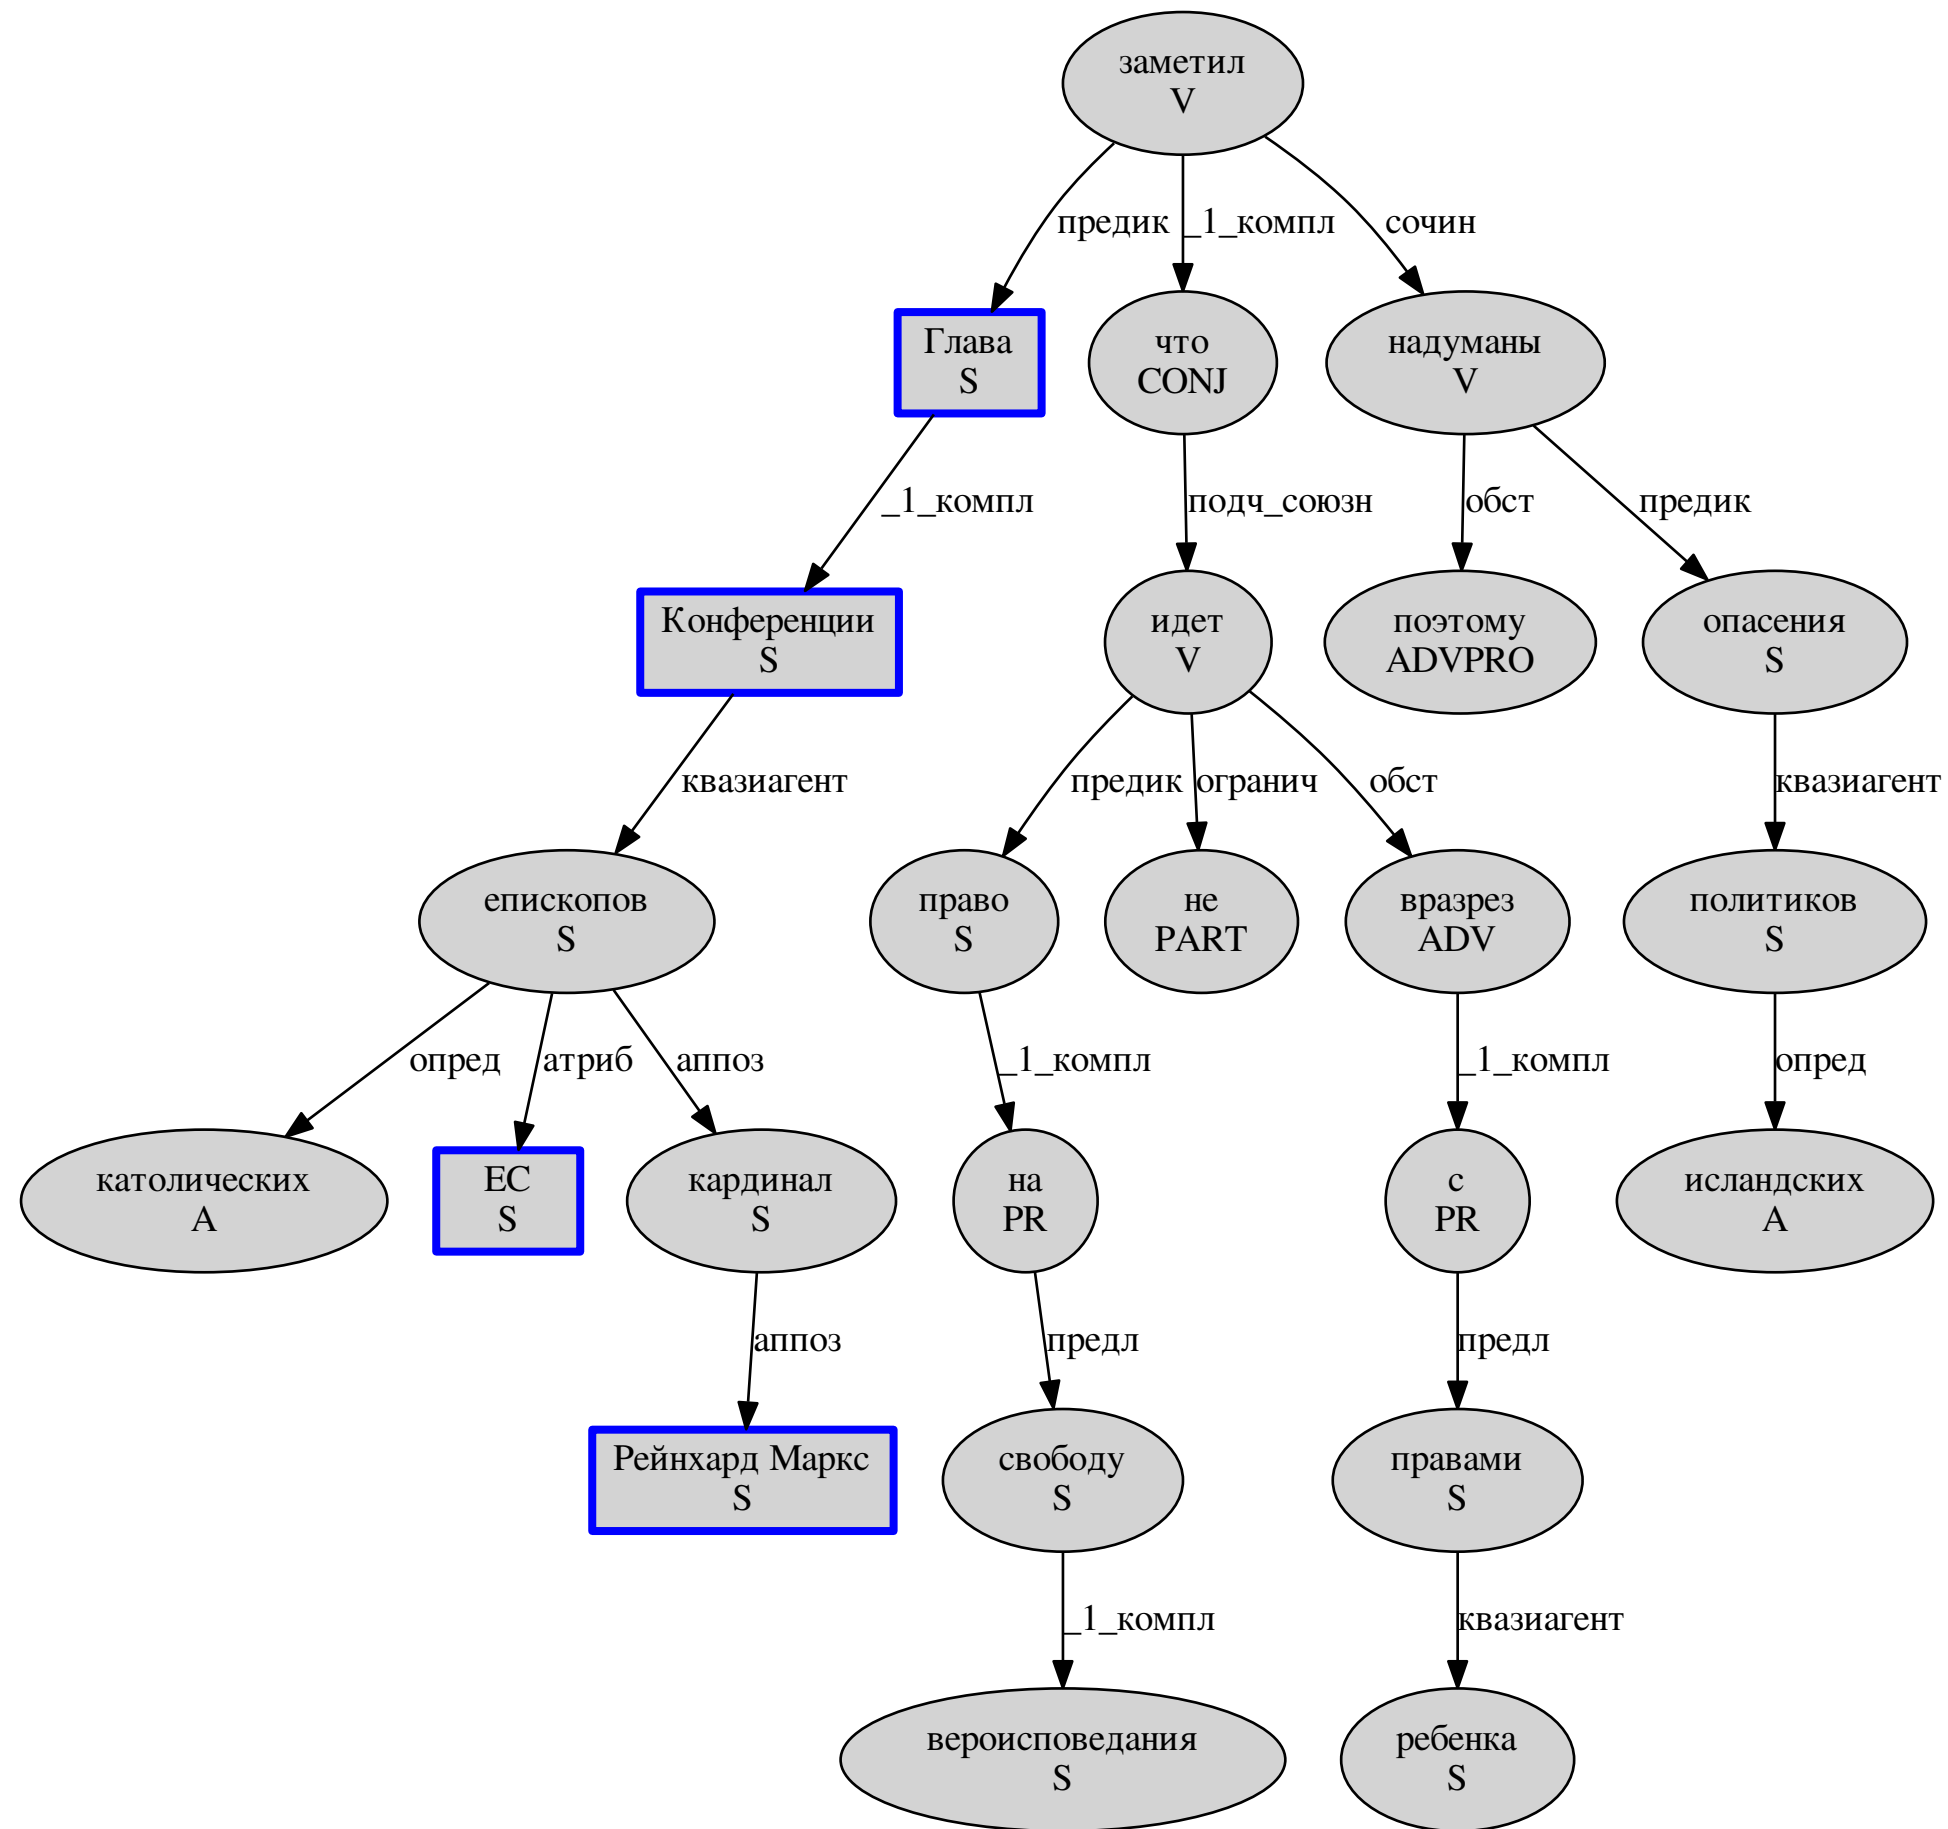 заметил
V
предик
_1_компл
сочин
Глава
S
что
CONJ
надуманы
V
_1_компл
подч_союзн
обст
предик
Конференции
S
идет
V
поэтому
ADVPRO
опасения
S
квазиагент
предик
огранич
обст
квазиагент
епископов
S
право
S
не
PART
вразрез
ADV
политиков
S
опред
атриб
аппоз
_1_компл
_1_компл
опред
католических
A
ЕС
S
кардинал
S
на
PR
с
PR
исландских
A
аппоз
предл
предл
Рейнхард Маркс
S
свободу
S
правами
S
_1_компл
квазиагент
вероисповедания
S
ребенка
S